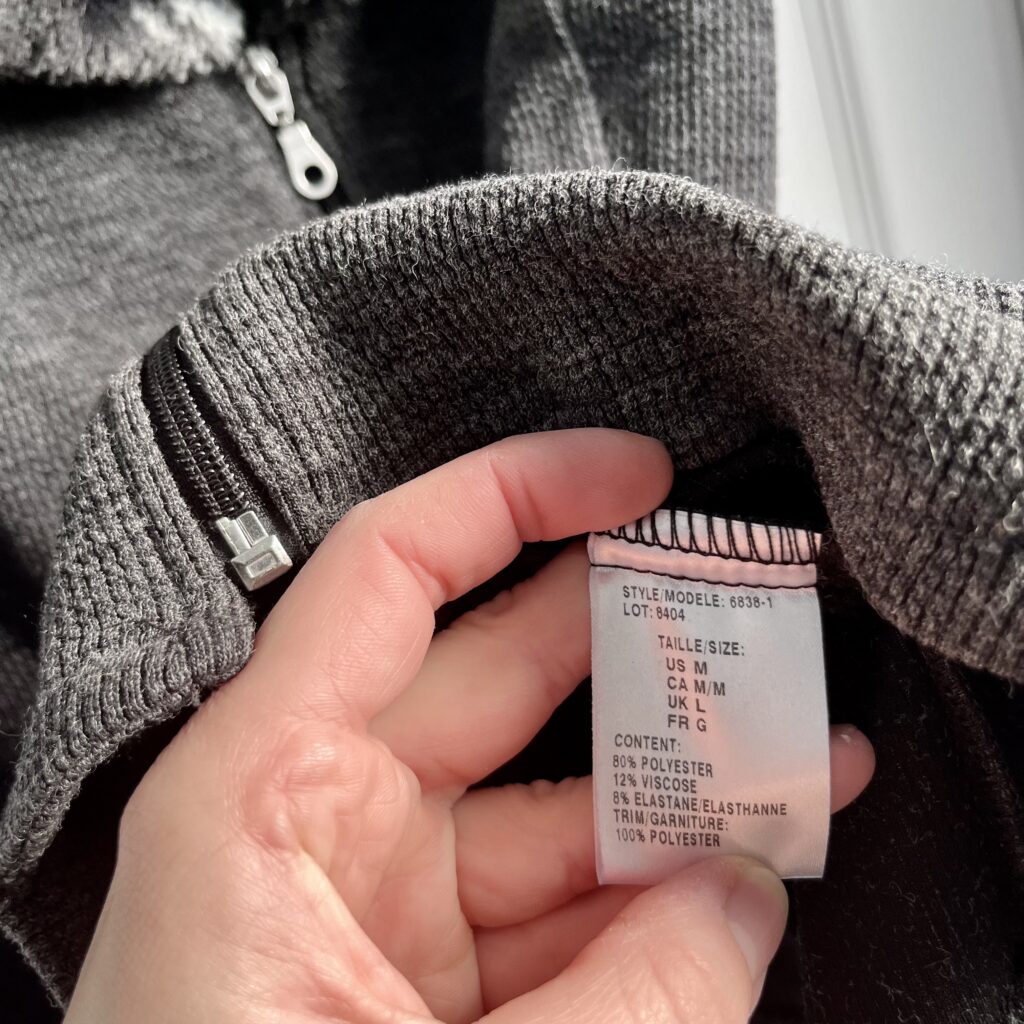 STYLE/MODELE: 6838-1
LOT: 8404
TAILLE/SIZE:
US M
CA M/M
UK L
FR G
CONTENT:
80% POLYESTER
12% VISCOSE
8% ELASTANE/ELASTHANNE
TRIM/GARNITURE:
100% POLYESTER